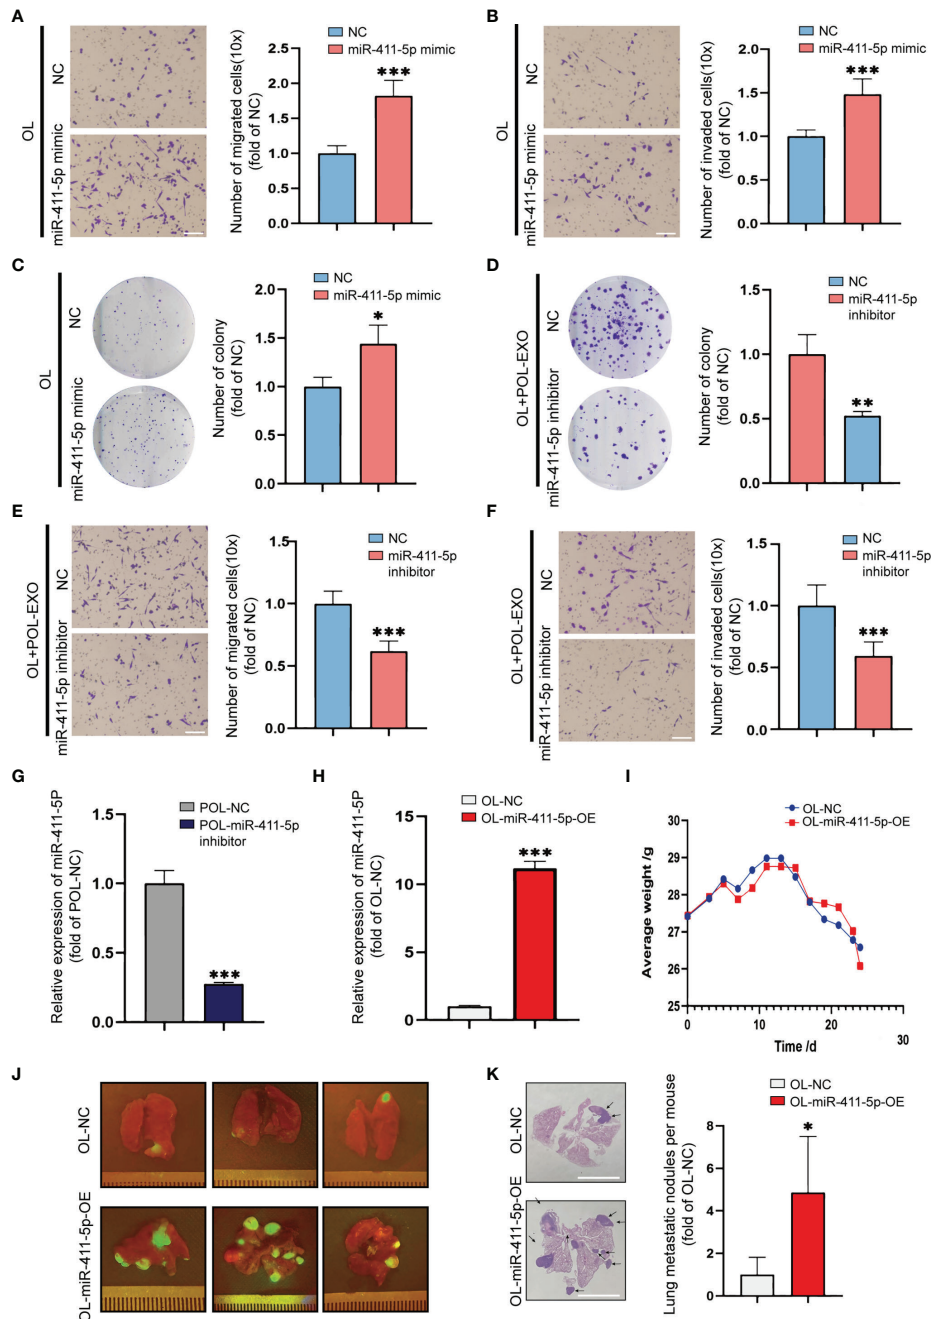 A
OL
NC
miR-411-5p mimic
Number of migrated cells(10x)
(fold of NC)
2.5
2.0
1.5
1.0
0.5
0.0
NC
miR-411-5p mimic
***
B
OL
NC
miR-411-5p mimic
Number of invaded cells(10x)
(fold of NC)
2.0
1.5
1.0
0.5
0.0
NC
miR-411-5p mimic
***
C
OL
NC
miR-411-5p mimic
Number of colony
(fold of NC)
2.0
1.5
1.0
0.5
0.0
NC
miR-411-5p mimic
*
D
OL+POL-EXO
NC
miR-411-5p inhibitor
Number of colony
(fold of NC)
1.5
1.0
0.5
0.0
NC
miR-411-5p
inhibitor
**
E
OL+POL-EXO
NC
miR-411-5p inhibitor
Number of migrated cells(10x)
(fold of NC)
1.5
1.0
0.5
0.0
NC
miR-411-5p
inhibitor
***
F
OL+POL-EXO
NC
miR-411-5p inhibitor
Number of invaded cells(10x)
(fold of NC)
1.5
1.0
0.5
0.0
NC
miR-411-5p
inhibitor
***
G
Relative expression of miR-411-5P
(fold of POL-NC)
1.5
1.0
0.5
0.0
POL-NC
POL-miR-411-5p
inhibitor
***
H
Relative expression of miR-411-5P
(fold of OL-NC)
15
10
5
0
OL-NC
OL-miR-411-5p-OE
***
I
Average weight /g
30
29
28
27
26
25
0
10
20
30
Time /d
OL-NC
OL-miR-411-5p-OE
J
OL-NC
OL-miR-411-5p-OE
K
OL-NC
OL-miR-411-5p-OE
Lung metastatic nodules per mouse
(fold of OL-NC)
8
6
4
2
0
OL-NC
OL-miR-411-5p-OE
*